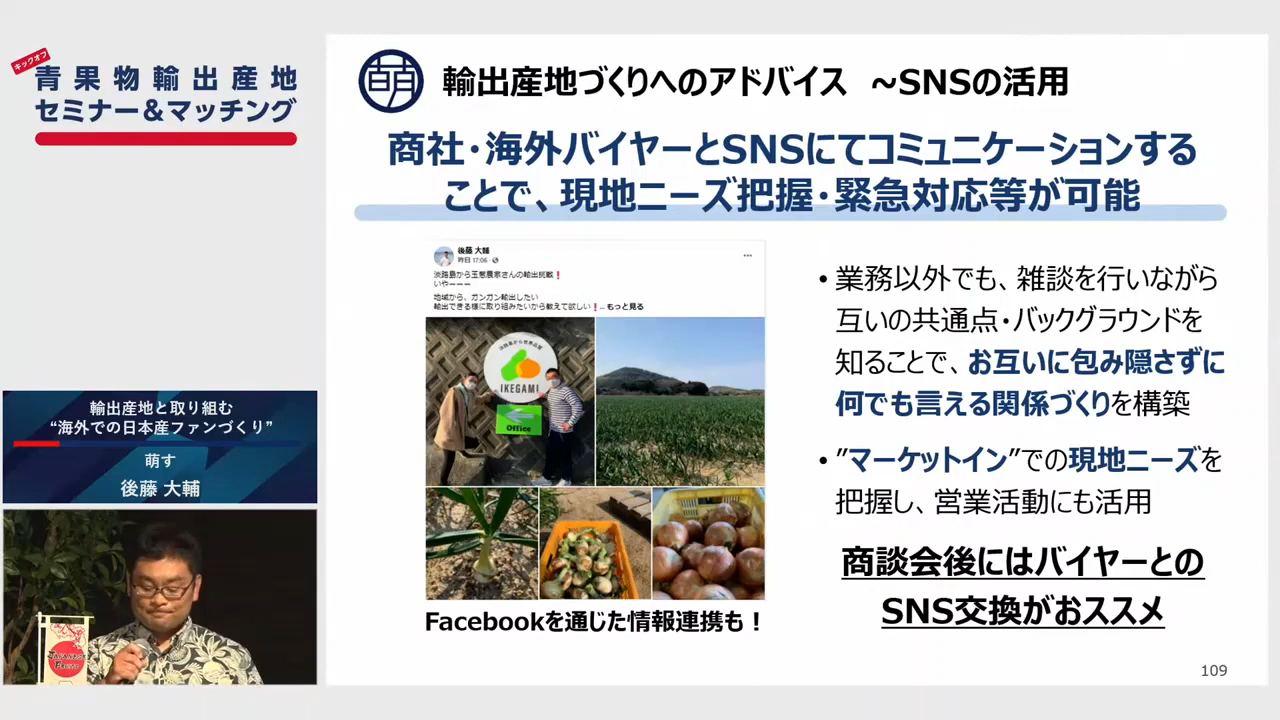 キックオフ
青果物輸出産地
セミナー&マッチング
輸出産地と取り組む
“海外での日本産ファンづくり”
萌す
後藤 大輔
萌
輸出産地づくりへのアドバイス ~SNSの活用
商社・海外バイヤーとSNSにてコミュニケーションする
ことで、現地ニーズ把握・緊急対応等が可能
後藤 大輔
昨日 17:06
淡路島から玉葱農家さんの輸出挑戦❗
いやーーー
地域から、ガンガン輸出したい
輸出できる様に取り組みたいから教えて欲しい❗... もっと見る
淡路島から世界品質
IKEGAMI
Office
Facebookを通じた情報連携も！
• 業務以外でも、雑談を行いながら
互いの共通点・バックグラウンドを
知ることで、お互いに包み隠さずに
何でも言える関係づくりを構築
• ”マーケットイン”での現地ニーズを
把握し、営業活動にも活用
商談会後にはバイヤーとの
SNS交換がおススメ
109